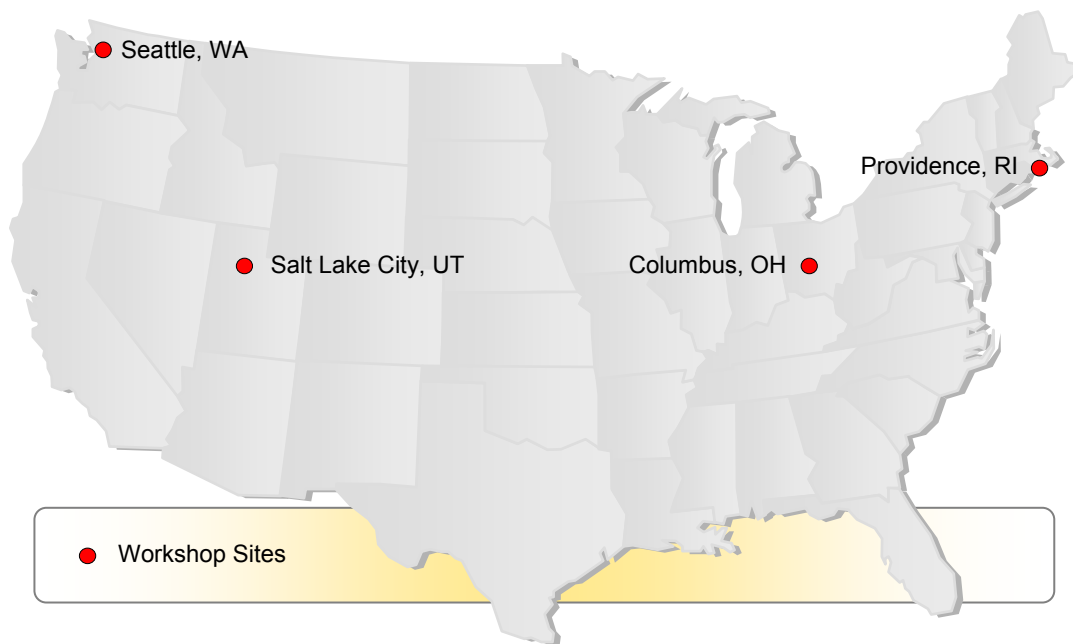 Seattle, WA
Providence, RI
Salt Lake City, UT
Columbus, OH
Workshop Sites